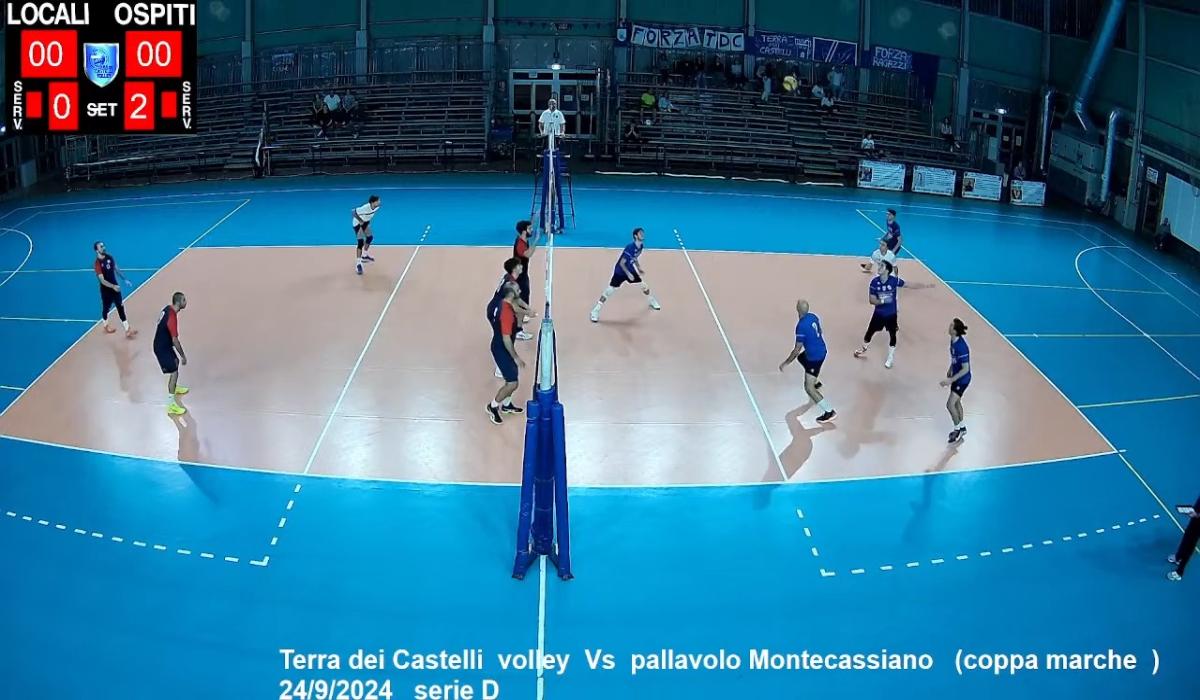 LOCALI OSPITI
00 00
SERV. 0 SET 2 SERV.
FORZA TDC
TERRA
CASTELLI
FORZA
RAGAZZI
Terra dei Castelli volley Vs pallavolo Montecassiano (coppa marche )
24/9/2024 serie D